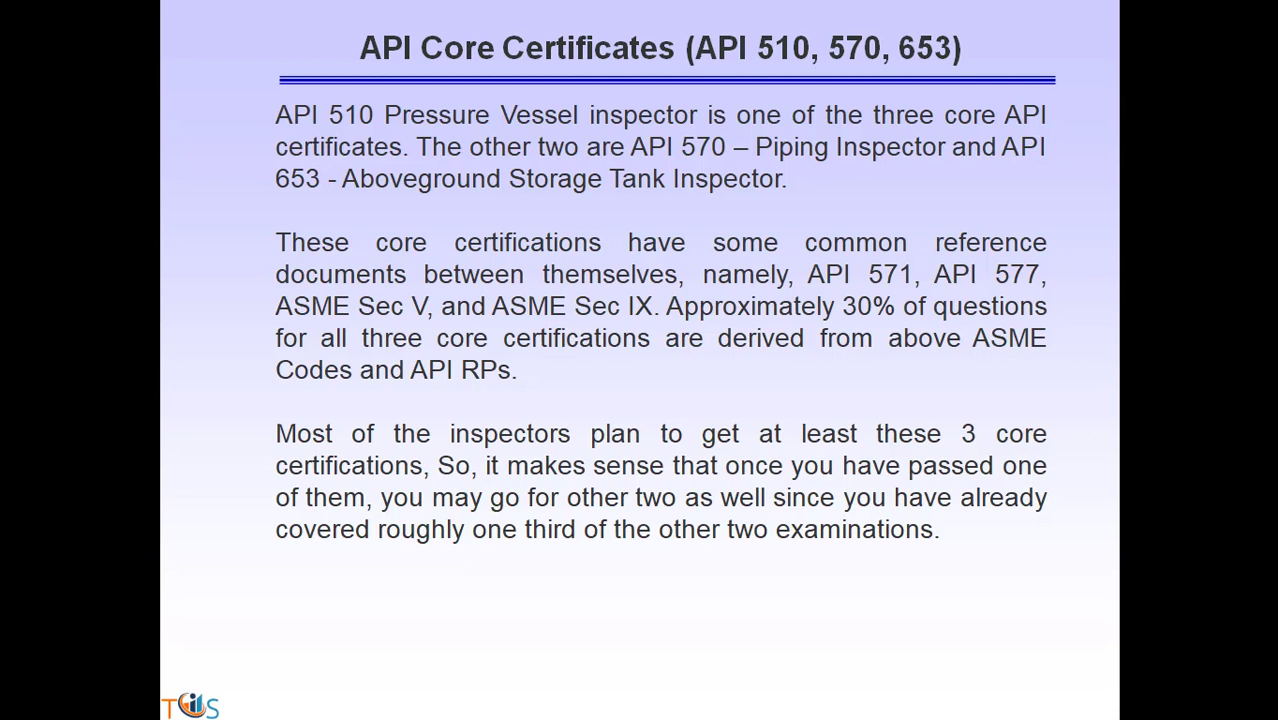 API Core Certificates (API 510, 570, 653)
API 510 Pressure Vessel inspector is one of the three core API
certificates. The other two are API 570 – Piping Inspector and API
653 - Aboveground Storage Tank Inspector.
These core certifications have some common reference
documents between themselves, namely, API 571, API 577,
ASME Sec V, and ASME Sec IX. Approximately 30% of questions
for all three core certifications are derived from above ASME
Codes and API RPs.
Most of the inspectors plan to get at least these 3 core
certifications, So, it makes sense that once you have passed one
of them, you may go for other two as well since you have already
covered roughly one third of the other two examinations.